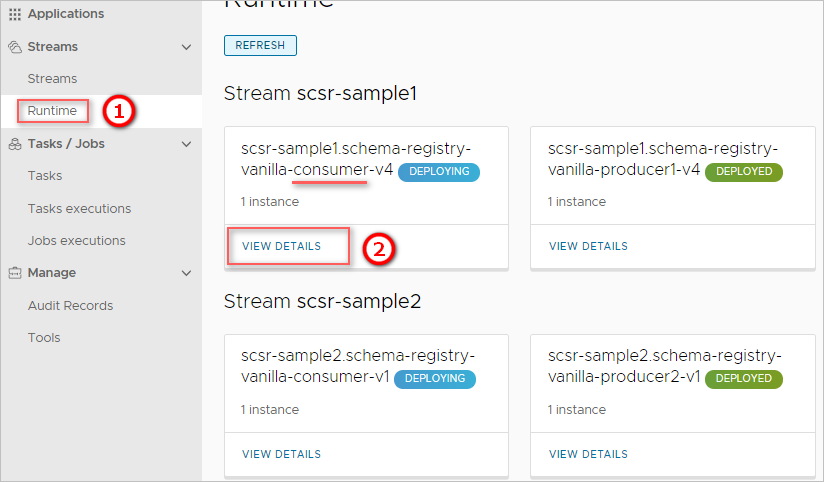 Applications
Streams
Streams
Runtime
1
Tasks / Jobs
Tasks
Tasks executions
Jobs executions
Manage
Audit Records
Tools
Runtime
REFRESH
Stream scsr-sample1
scsr-sample1.schema-registry-
vanilla-consumer-v4 DEPLOYING
1 instance
VIEW DETAILS
2
scsr-sample1.schema-registry-
vanilla-producer1-v4 DEPLOYED
1 instance
VIEW DETAILS
Stream scsr-sample2
scsr-sample2.schema-registry-
vanilla-consumer-v1 DEPLOYING
1 instance
VIEW DETAILS
scsr-sample2.schema-registry-
vanilla-producer2-v1 DEPLOYED
1 instance
VIEW DETAILS